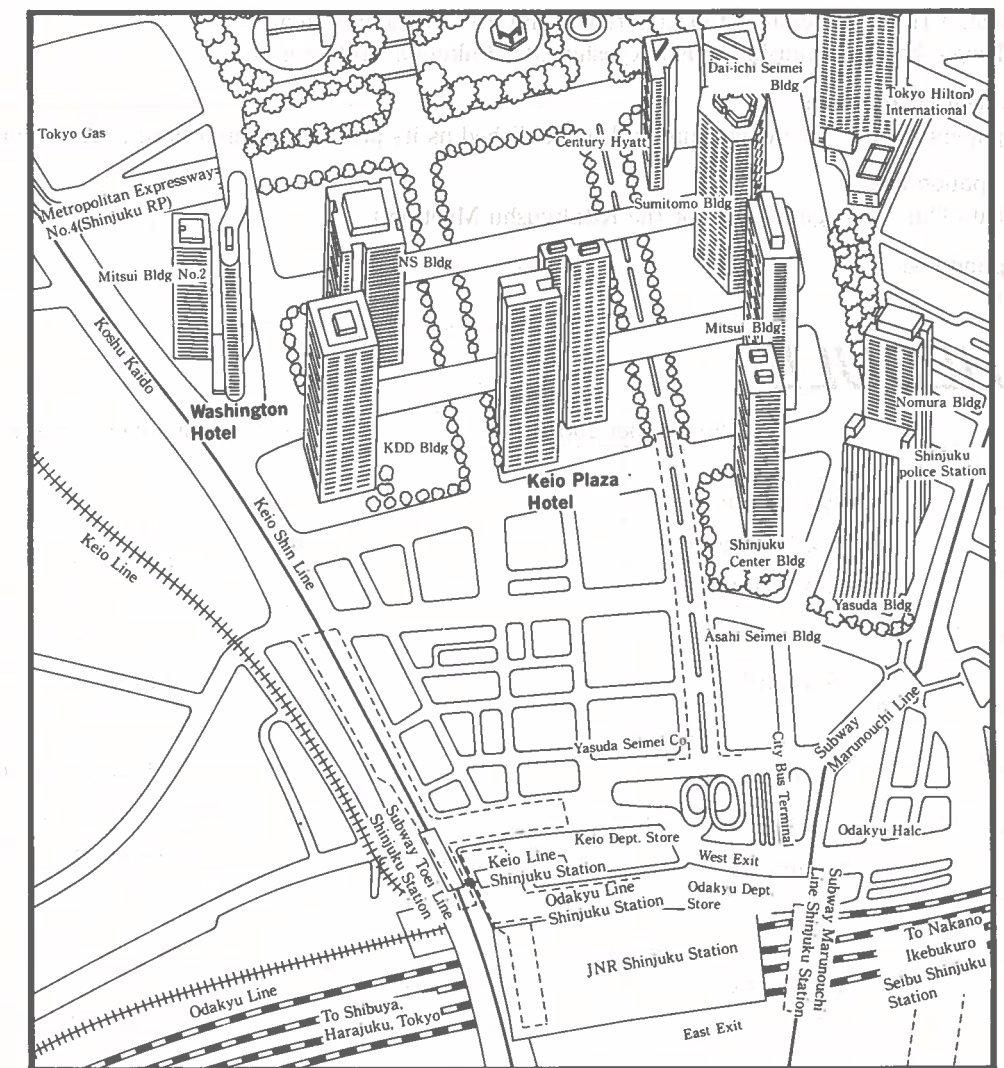 Dai-ichi Seimei
Bldg
Tokyo Hilton
International
Tokyo Gas
Century Hyatt
Metropolitan Expressway
No.4(Shinjuku RP)
Sumitomo Bldg
Mitsui Bldg No.2
NS Bldg
Koshu Kaido
Mitsui Bldg
Washington
Hotel
Nomura Bldg
KDD Bldg
Shinjuku
police Station
Keio Plaza
Hotel
Keio Line
Keio Shin Line
Shinjuku
Center Bldg
Yasuda Bldg
Asahi Seimei Bldg
Subway
Marunouchi Line
Yasuda Seimei Co
City Bus Terminal
Subway Toei Line
Shinjuku Station
Keio Dept. Store
Odakyu Halc
West Exit
Keio Line
Shinjuku Station
Odakyu Line
Shinjuku Station
Odakyu Dept.
Store
Subway Marunouchi
Line Shinjuku Station
JNR Shinjuku Station
To Nakano
Ikebukuro
Seibu Shinjuku
Station
Odakyu Line
To Shibuya,
Harajuku, Tokyo
East Exit